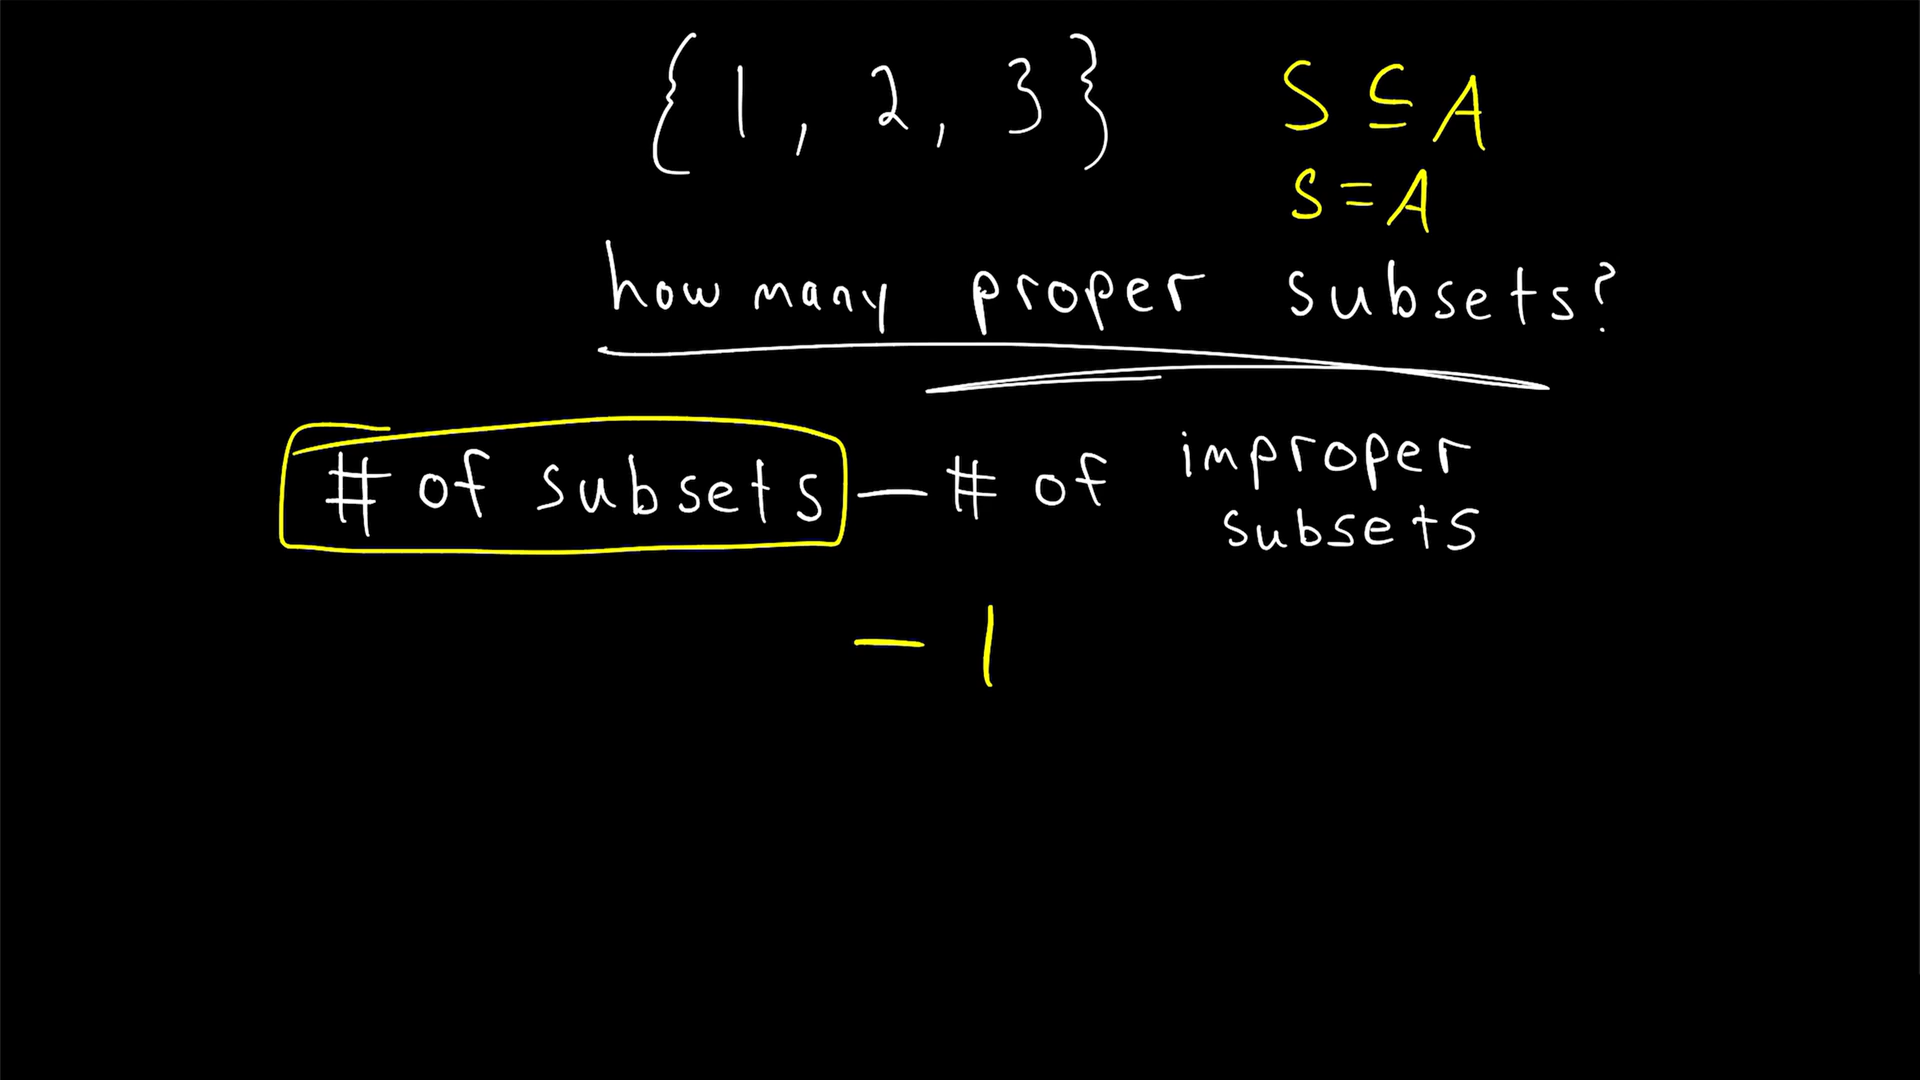 {1, 2, 3}
S ⊆ A
S = A
how many proper subsets?
# of subsets — # of improper subsets
— 1